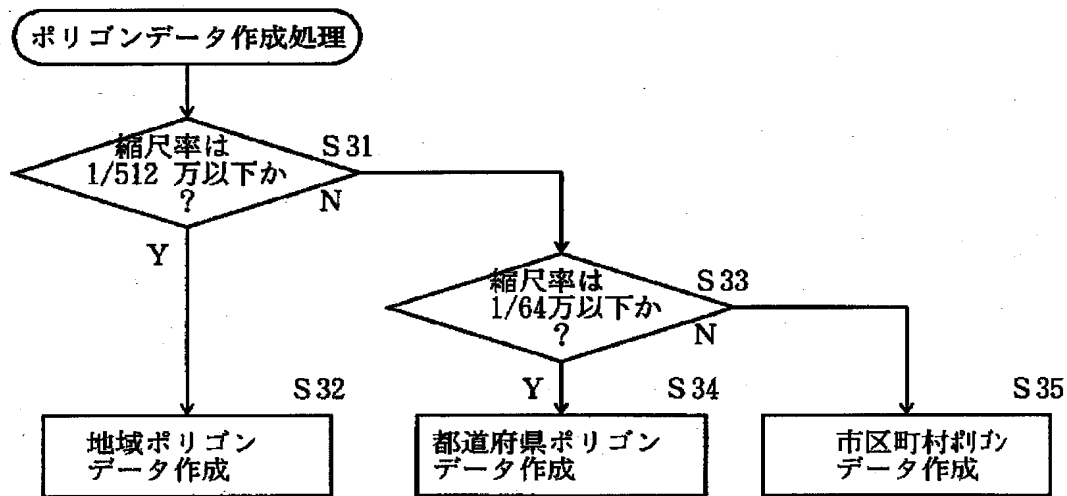 ポリゴンデータ作成処理
縮尺率は
1/512 万以下か
?
S31
N
Y
縮尺率は
1/64万以下か
?
S33
N
Y
S32
地域ポリゴン
データ作成
S34
都道府県ポリゴン
データ作成
S35
市区町村ポリゴン
データ作成